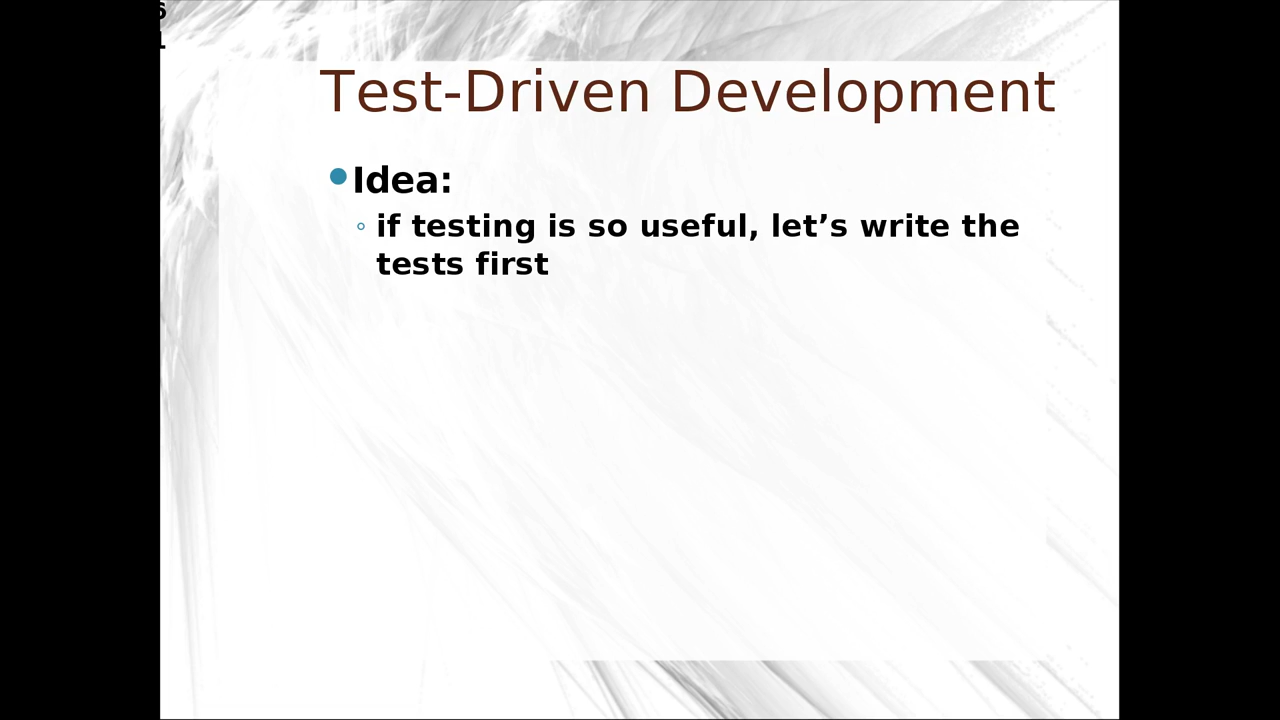 Test-Driven Development
Idea:
if testing is so useful, let’s write the
tests first